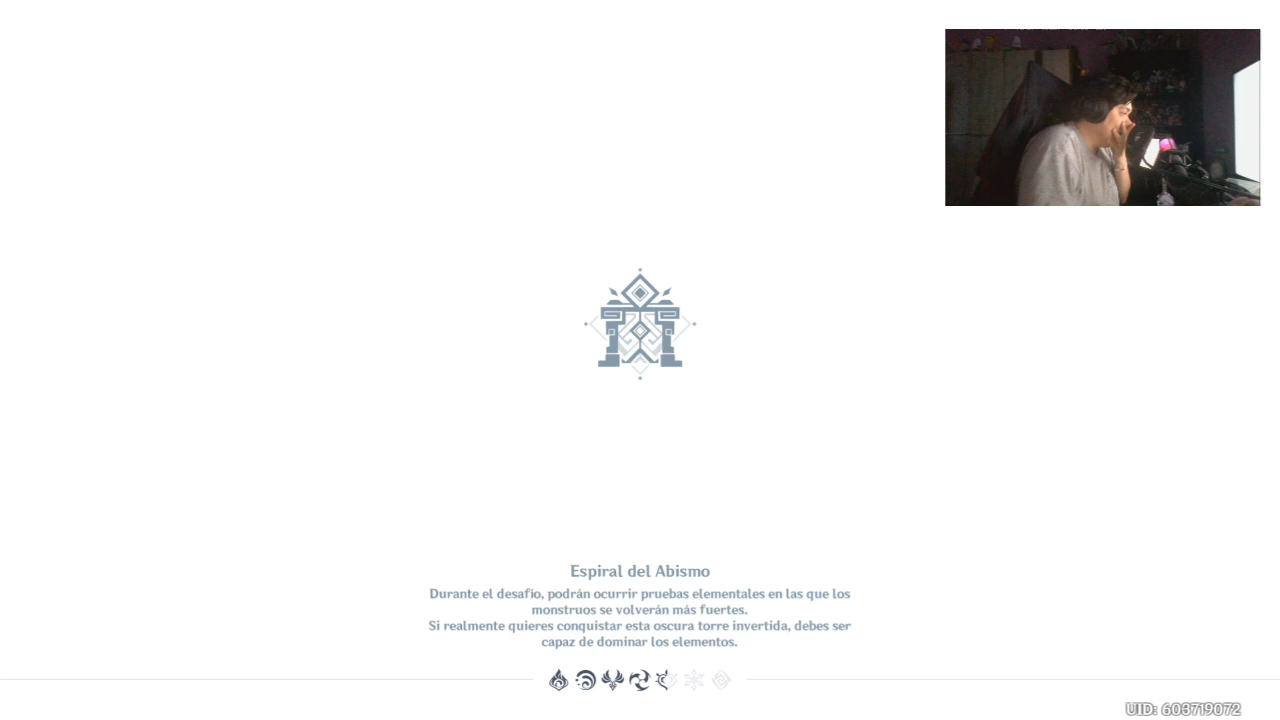 Espiral del Abismo
Durante el desafío, podrán ocurrir pruebas elementales en las que los
monstruos se volverán más fuertes.
Si realmente quieres conquistar esta oscura torre invertida, debes ser
capaz de dominar los elementos.
UID: 603719072